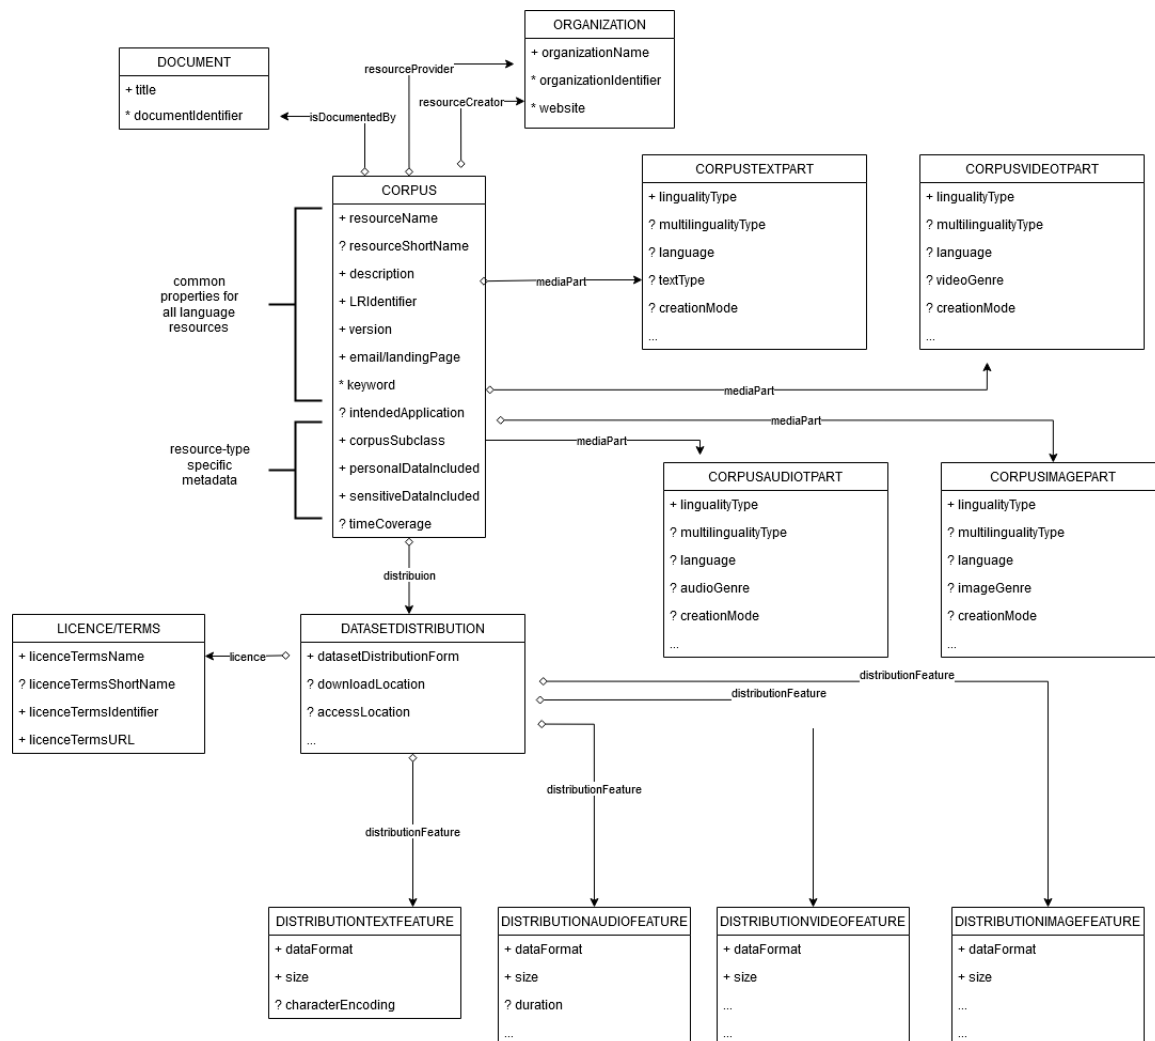 ORGANIZATION
+ organizationName
* organizationIdentifier
* website
DOCUMENT
+ title
* documentIdentifier
resourceProvider
resourceCreator
isDocumentedBy
CORPUS
+ resourceName
? resourceShortName
+ description
+ LRIdentifier
+ version
+ email/landingPage
* keyword
? intendedApplication
+ corpusSubclass
+ personalDataIncluded
+ sensitiveDataIncluded
? timeCoverage
common
properties for
all language
resources
resource-type
specific
metadata
CORPUSTEXTPART
+ lingualityType
? multilingualityType
? language
? textType
? creationMode
...
CORPUSVIDEOTPART
+ lingualityType
? multilingualityType
? language
? videoGenre
? creationMode
...
mediaPart
mediaPart
mediaPart
mediaPart
CORPUSAUDIOTPART
+ lingualityType
? multilingualityType
? language
? audioGenre
? creationMode
...
CORPUSIMAGEPART
+ lingualityType
? multilingualityType
? language
? imageGenre
? creationMode
...
distribuion
LICENCE/TERMS
+ licenceTermsName
? licenceTermsShortName
+ licenceTermsIdentifier
+ licenceTermsURL
licence
DATASETDISTRIBUTION
+ datasetDistributionForm
? downloadLocation
? accessLocation
...
distributionFeature
distributionFeature
distributionFeature
distributionFeature
DISTRIBUTIONTEXTFEATURE
+ dataFormat
+ size
? characterEncoding
DISTRIBUTIONAUDIOFEATURE
+ dataFormat
+ size
? duration
...
DISTRIBUTIONVIDEOFEATURE
+ dataFormat
+ size
...
...
DISTRIBUTIONIMAGEFEATURE
+ dataFormat
+ size
...
...